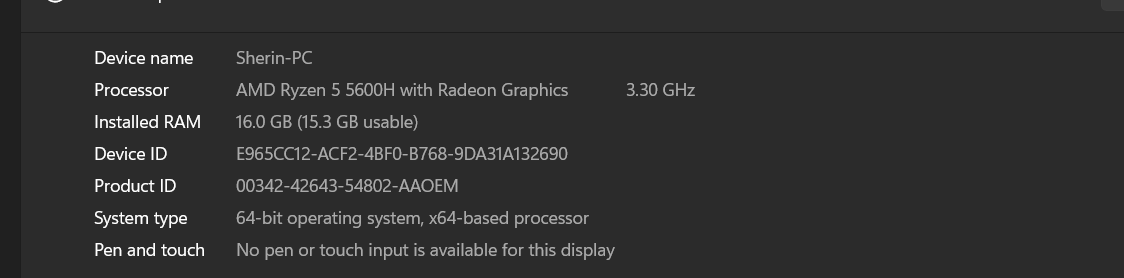 Device name Sherin-PC
Processor AMD Ryzen 5 5600H with Radeon Graphics 3.30 GHz
Installed RAM 16.0 GB (15.3 GB usable)
Device ID E965CC12-ACF2-4BF0-B768-9DA31A132690
Product ID 00342-42643-54802-AAOEM
System type 64-bit operating system, x64-based processor
Pen and touch No pen or touch input is available for this display